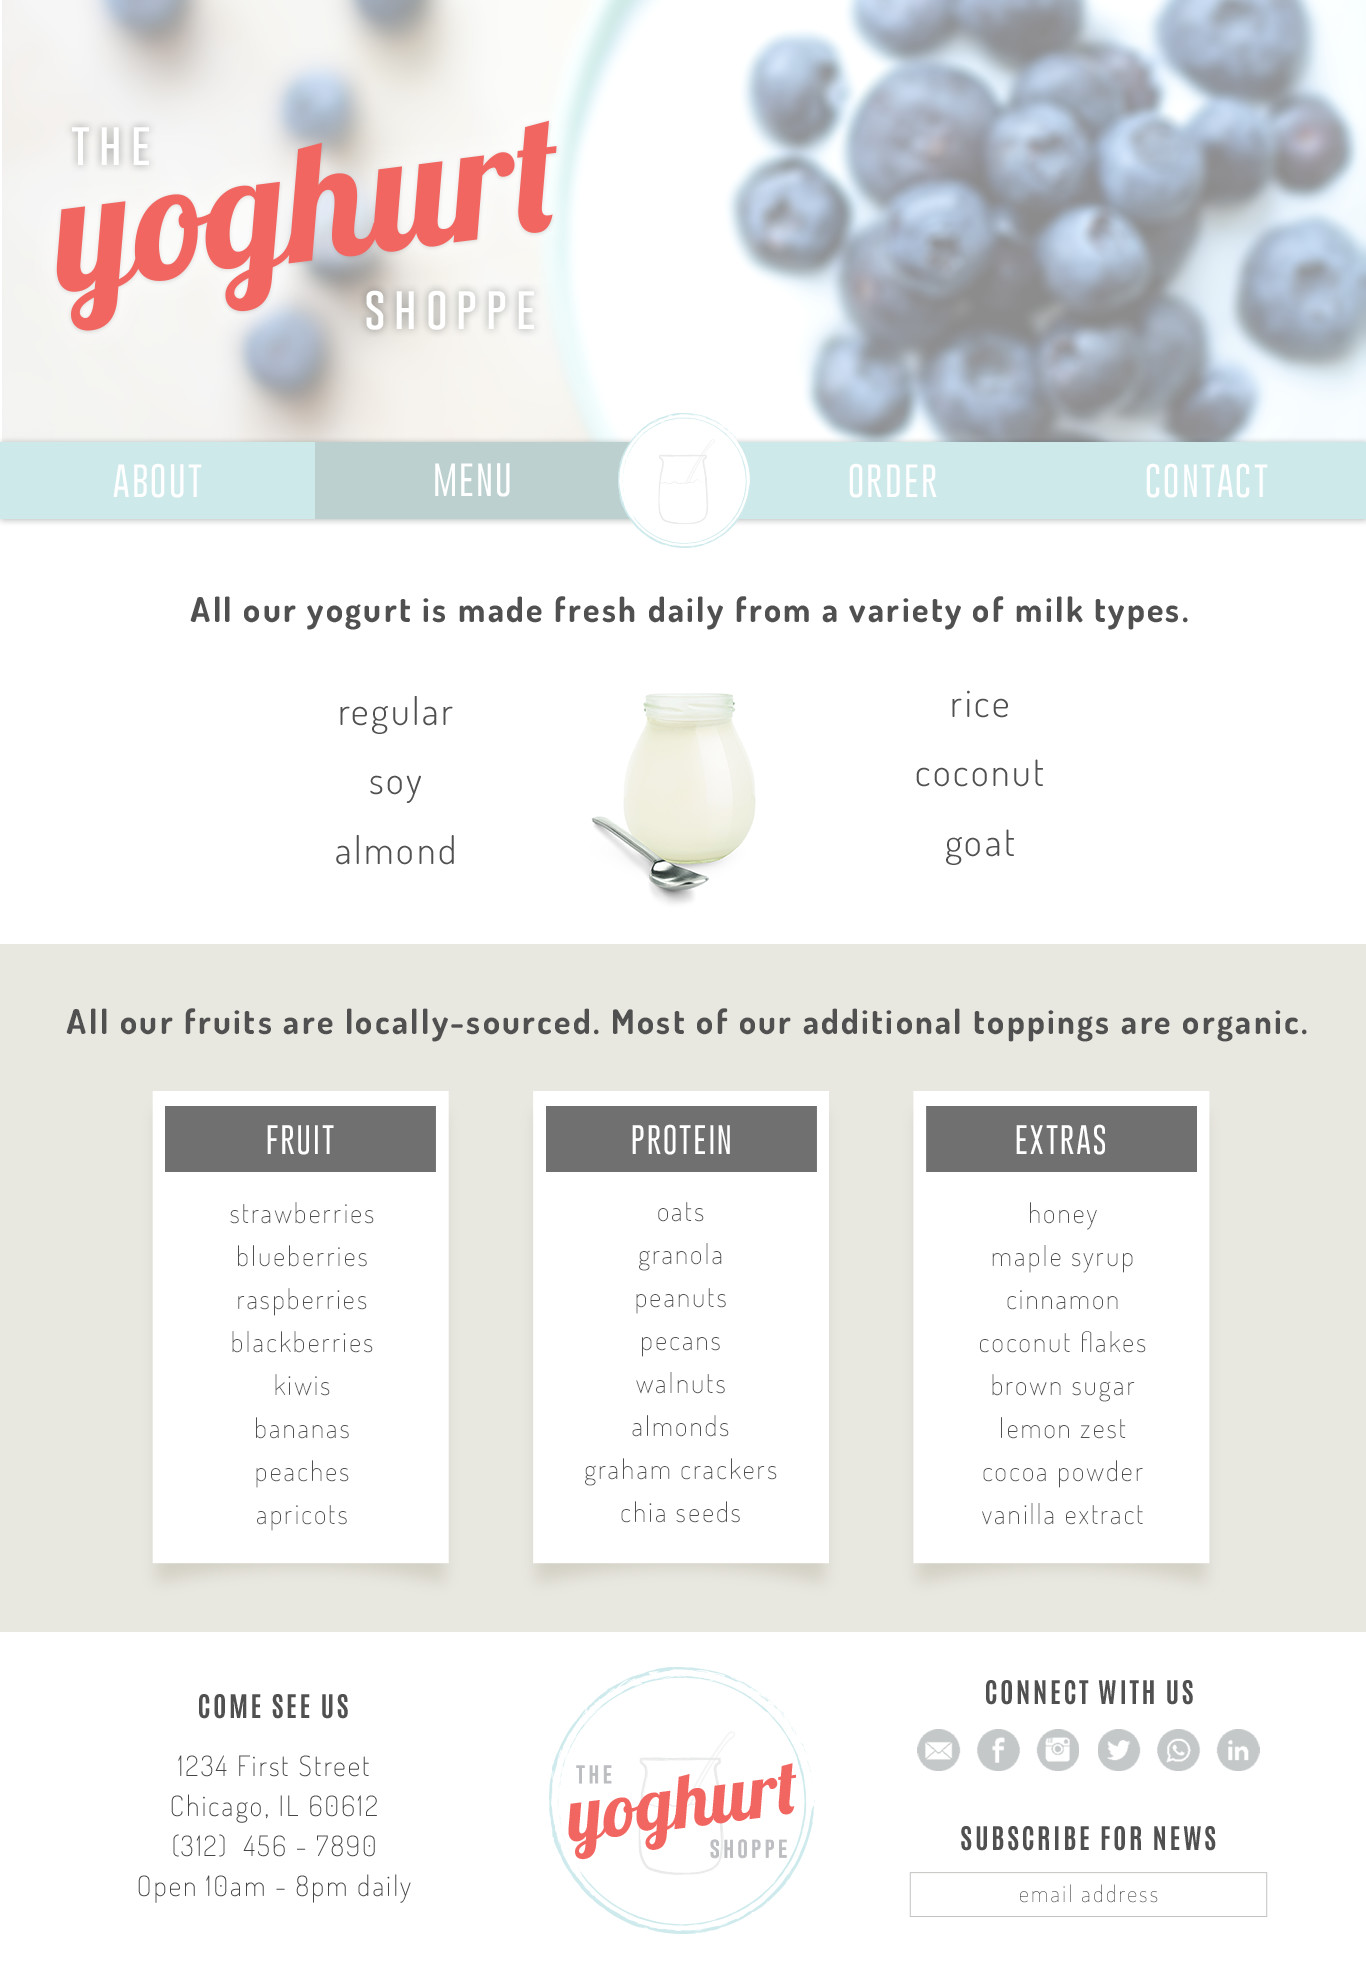 THE
yoghurt
SHOPPE
ABOUT
MENU
ORDER
CONTACT
All our yogurt is made fresh daily from a variety of milk types.
regular
soy
almond
rice
coconut
goat
All our fruits are locally-sourced. Most of our additional toppings are organic.
FRUIT
strawberries
blueberries
raspberries
blackberries
kiwis
bananas
peaches
apricots
PROTEIN
oats
granola
peanuts
pecans
walnuts
almonds
graham crackers
chia seeds
EXTRAS
honey
maple syrup
cinnamon
coconut flakes
brown sugar
lemon zest
cocoa powder
vanilla extract
COME SEE US
1234 First Street
Chicago, IL 60612
(312) 456 - 7890
Open 10am - 8pm daily
THE
yoghurt
SHOPPE
CONNECT WITH US
f
in
SUBSCRIBE FOR NEWS
email address